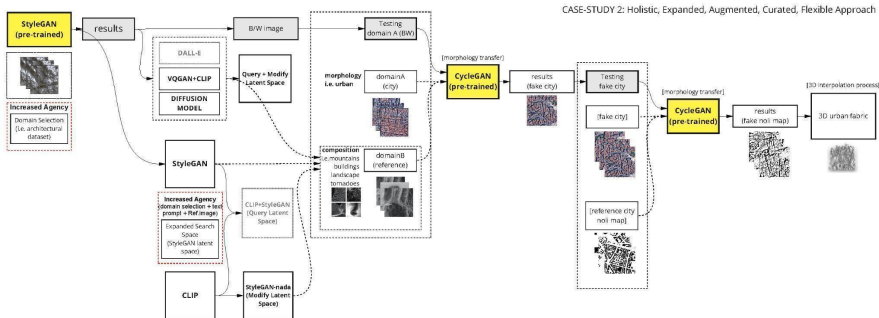 CASE-STUDY 2: Holistic, Expanded, Augmented, Curated, Flexible Approach
StyleGAN
(pre-trained)
results
B/W image
Testing
domain A (BW)
DALL-E
VQGAN+CLIP
DIFFUSION
MODEL
Query + Modify
Latent Space
morphology
i.e. urban
domainA
(city)
[morphology transfer]
CycleGAN
(pre-trained)
results
(fake city)
Testing
fake city
[fake city]
[morphology transfer]
CycleGAN
(pre-trained)
results
(fake noli map)
[3D interpolation process]
3D urban fabric
Increased Agency
Domain Selection
(i.e. architectural
dataset)
StyleGAN
composition
i.e.mountains
buildings
landscape
tornadoes
domainB
(reference)
Increased Agency
(domain selection + text
prompt + Ref.image)
Expanded Search
Space
(StyleGAN latent
space)
CLIP+StyleGAN
(Query Latent
Space)
[reference city
noli map]
CLIP
StyleGAN-nada
(Modify Latent
Space)